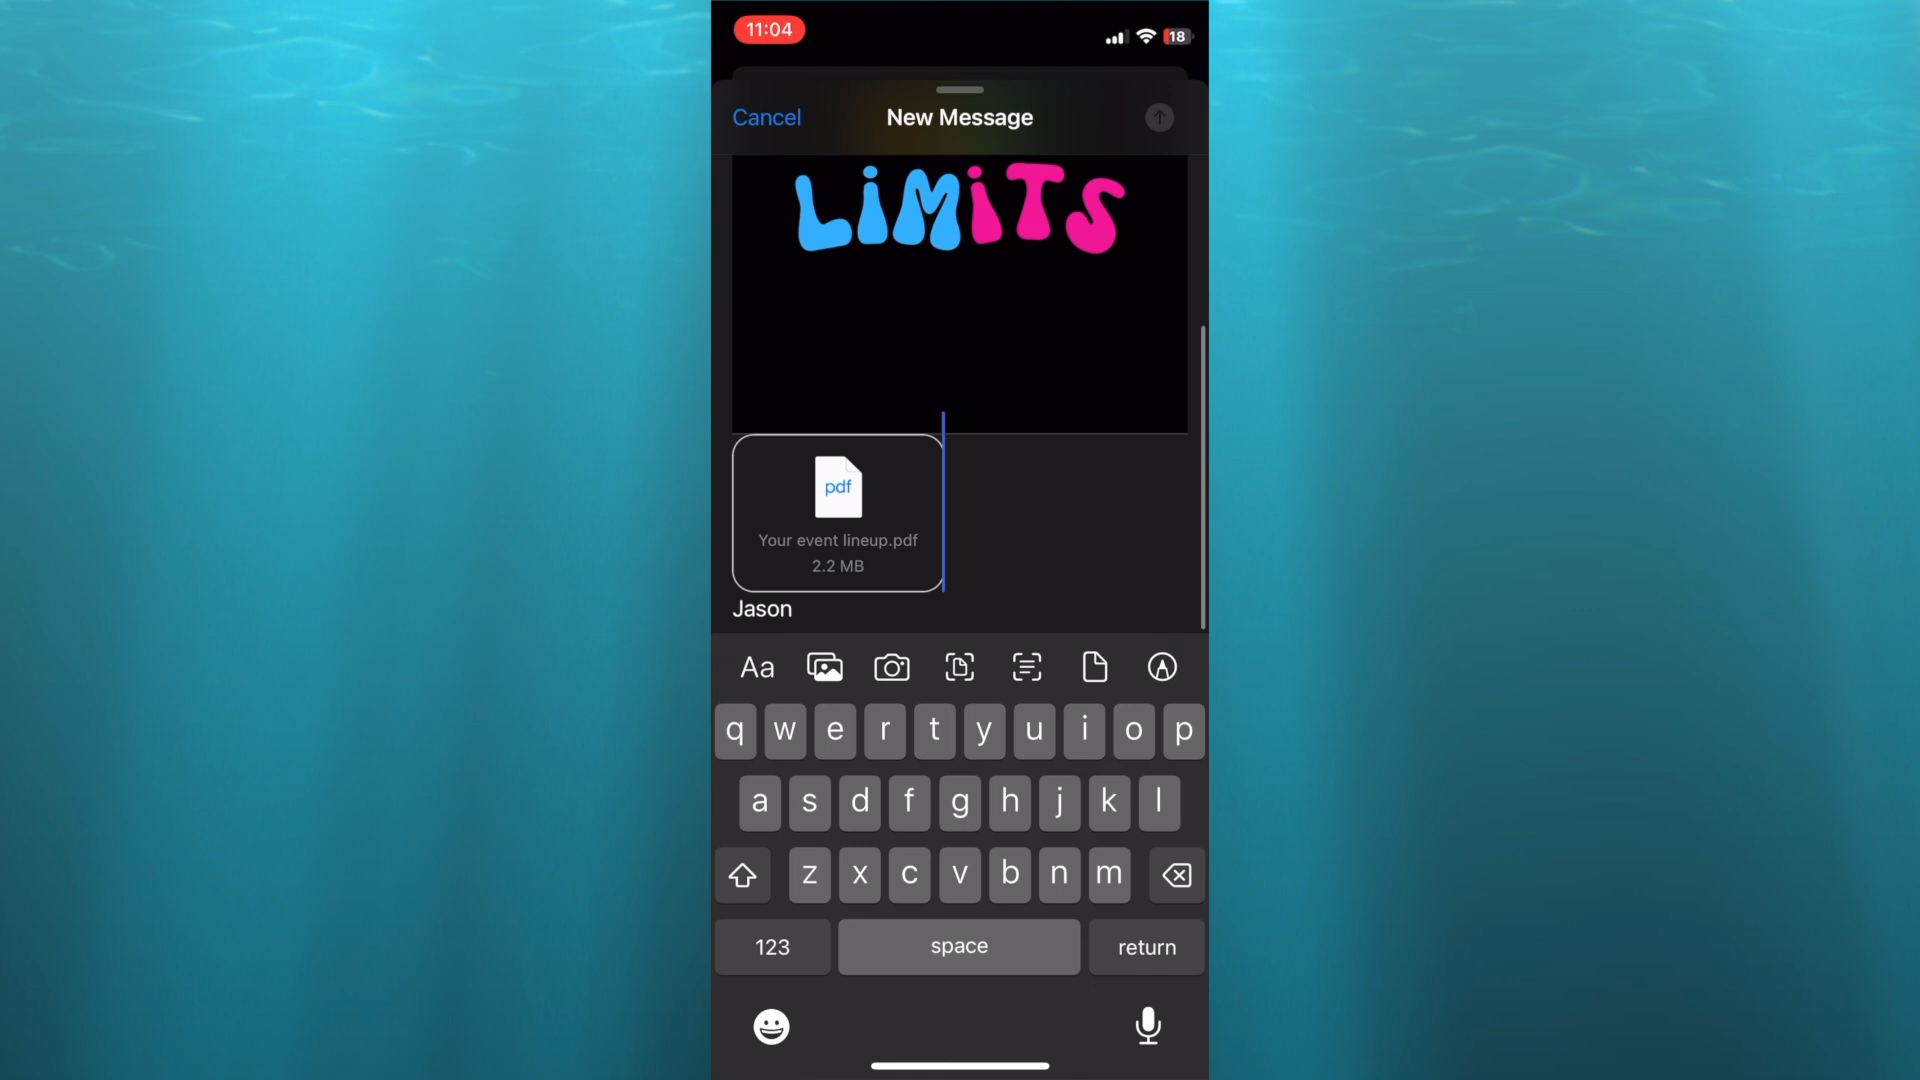 11:04
18
Cancel
New Message
LiMiTS
pdf
Your event lineup.pdf
2.2 MB
Jason
Aa
q w e r t y u i o p
a s d f g h j k l
z x c v b n m
123
space
return